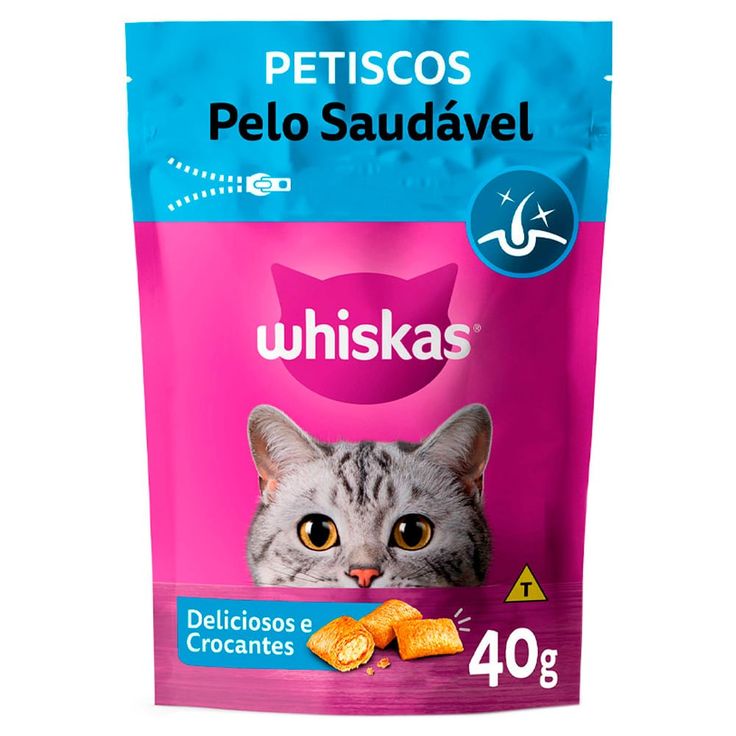 PETISCOS
Pelo Saudável
whiskas®
Deliciosos e
Crocantes
T
40g